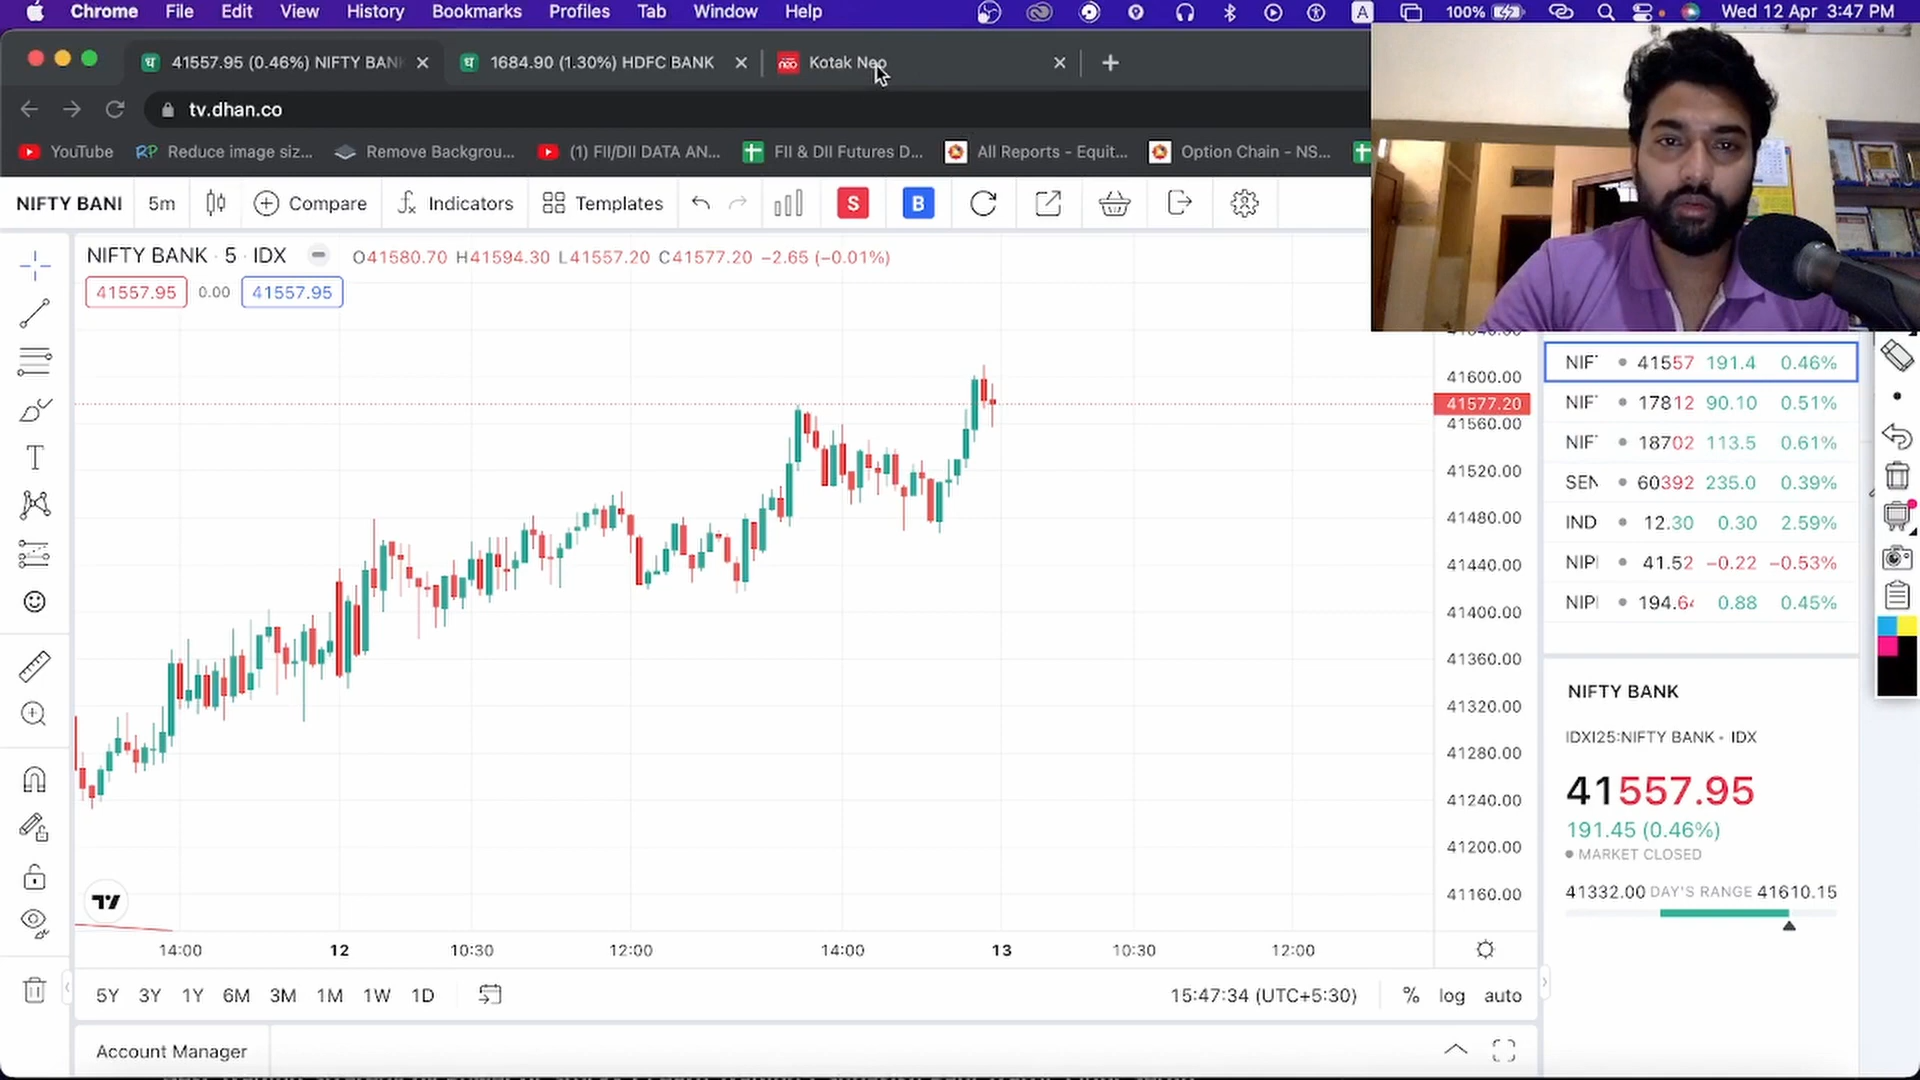 Chrome File Edit View History Bookmarks Profiles Tab Window Help A 100% Wed 12 Apr 3:47 PM
41557.95 (0.46%) NIFTY BAN
1684.90 (1.30%) HDFC BANK
neo Kotak Neo
tv.dhan.co
YouTube
RP Reduce image siz...
Remove Backgrou...
(1) FII/DII DATA AN...
FII & DII Futures D...
All Reports - Equit...
Option Chain - NS...
NIFTY BANI 5m Compare Indicators Templates S B
NIFTY BANK · 5 · IDX O41580.70 H41594.30 L41557.20 C41577.20 −2.65 (−0.01%)
41557.95 0.00 41557.95
41600.00
41577.20
41560.00
41520.00
41480.00
41440.00
41400.00
41360.00
41320.00
41280.00
41240.00
41200.00
41160.00
14:00 12 10:30 12:00 14:00 13 10:30 12:00
5Y 3Y 1Y 6M 3M 1M 1W 1D 15:47:34 (UTC+5:30) % log auto
Account Manager
NIF 41557 191.4 0.46%
NIF 17812 90.10 0.51%
NIF 18702 113.5 0.61%
SEN 60392 235.0 0.39%
IND 12.30 0.30 2.59%
NIP 41.52 −0.22 −0.53%
NIP 194.64 0.88 0.45%
NIFTY BANK
IDXI25:NIFTY BANK • IDX
41557.95
191.45 (0.46%)
MARKET CLOSED
41332.00 DAY'S RANGE 41610.15